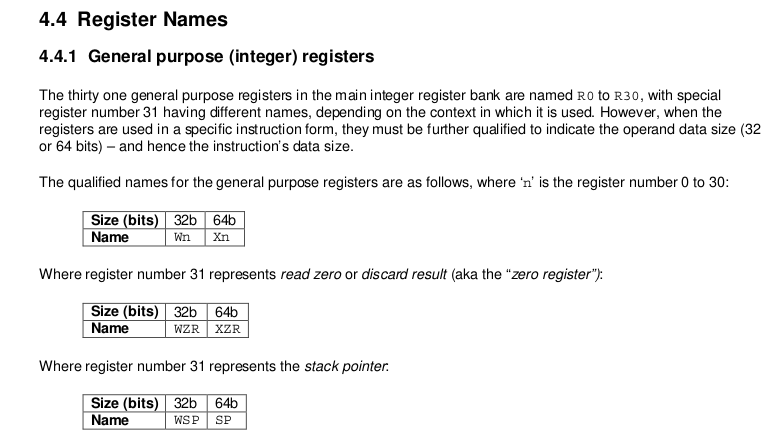 4.4 Register Names
4.4.1 General purpose (integer) registers
The thirty one general purpose registers in the main integer register bank are named R0 to R30, with special
register number 31 having different names, depending on the context in which it is used. However, when the
registers are used in a specific instruction form, they must be further qualified to indicate the operand data size (32
or 64 bits) – and hence the instruction's data size.
The qualified names for the general purpose registers are as follows, where ‘n’ is the register number 0 to 30:
Size (bits) 32b 64b
Name Wn Xn
Where register number 31 represents read zero or discard result (aka the “zero register”):
Size (bits) 32b 64b
Name WZR XZR
Where register number 31 represents the stack pointer:
Size (bits) 32b 64b
Name WSP SP